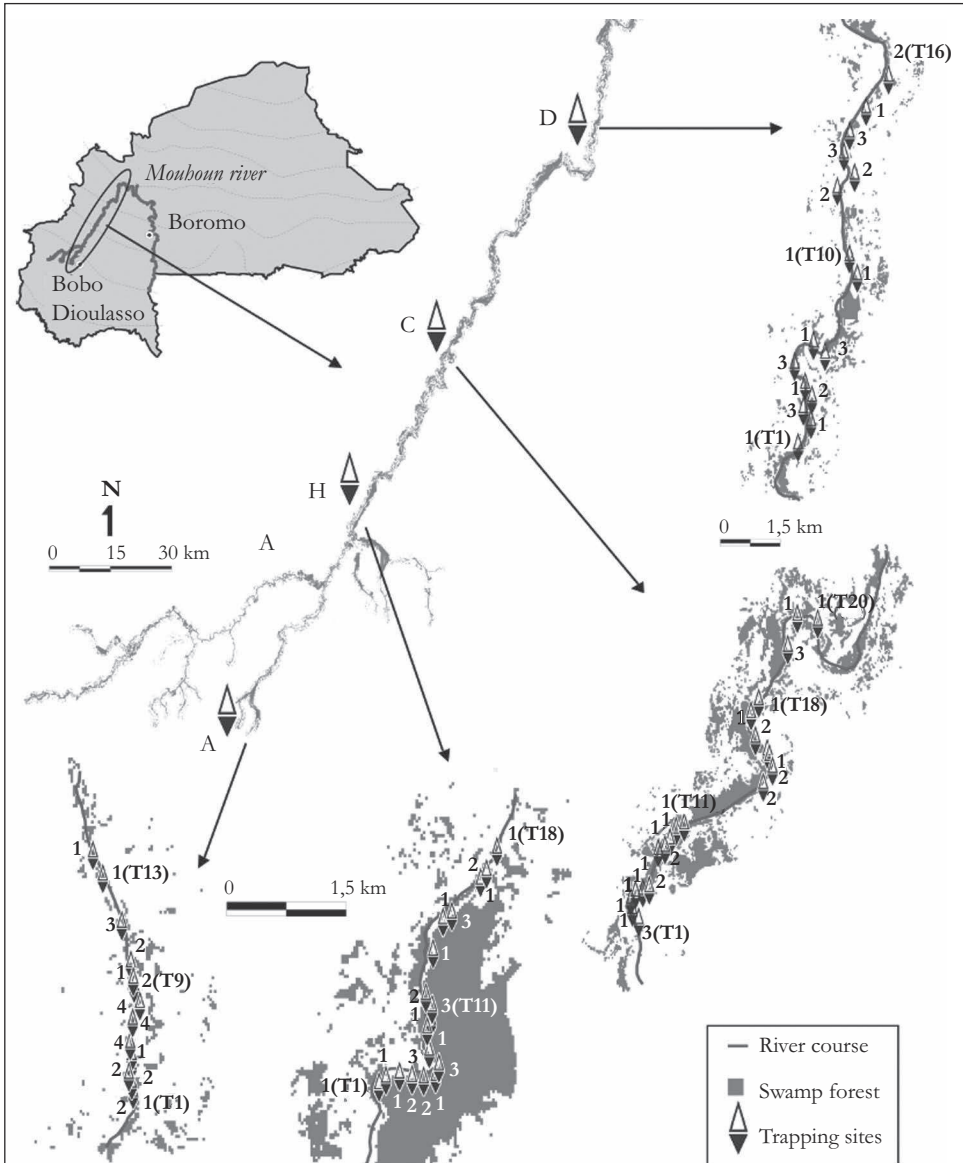 Mouhoun river
Boromo
Bobo
Dioulasso
D
C
H
A
A
N
0 15 30 km
2(T16)
1
3
3
2
2
1(T10)
1
1
3
3
1
2
3
1
1(T1)
0 1,5 km
1
1(T20)
3
1(T18)
1
2
1
2
2
1(T11)
1
1
2
1
2
1
1
1
3(T1)
0 1,5 km
1
1(T13)
3
2
1
2(T9)
4
4
4
1
2
2
2
1(T1)
1(T18)
2
1
1
3
1
2
3(T11)
1
1
1
3
3
1(T1)
1
2
2
1
River course
Swamp forest
Trapping sites